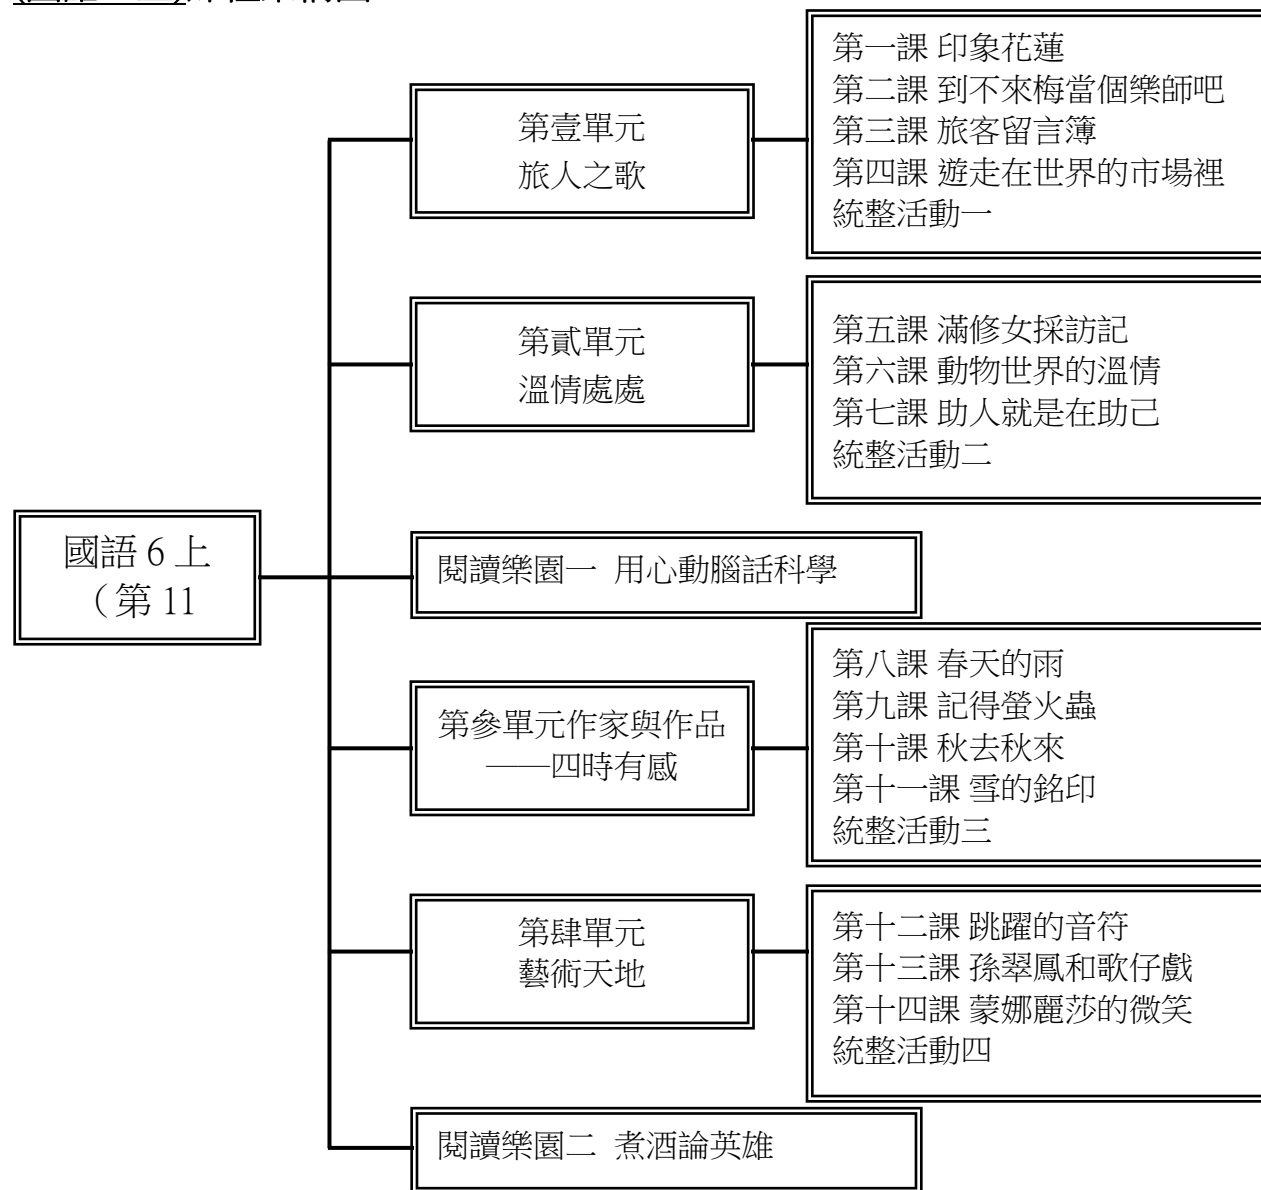 國語 6 上
（第 11
第壹單元
旅人之歌
第一課 印象花蓮
第二課 到不來梅當個樂師吧
第三課 旅客留言簿
第四課 遊走在世界的市場裡
統整活動一
第貳單元
溫情處處
第五課 滿修女採訪記
第六課 動物世界的溫情
第七課 助人就是在助己
統整活動二
閱讀樂園一 用心動腦話科學
第參單元作家與作品
——四時有感
第八課 春天的雨
第九課 記得螢火蟲
第十課 秋去秋來
第十一課 雪的銘印
統整活動三
第肆單元
藝術天地
第十二課 跳躍的音符
第十三課 孫翠鳳和歌仔戲
第十四課 蒙娜麗莎的微笑
統整活動四
閱讀樂園二 煮酒論英雄